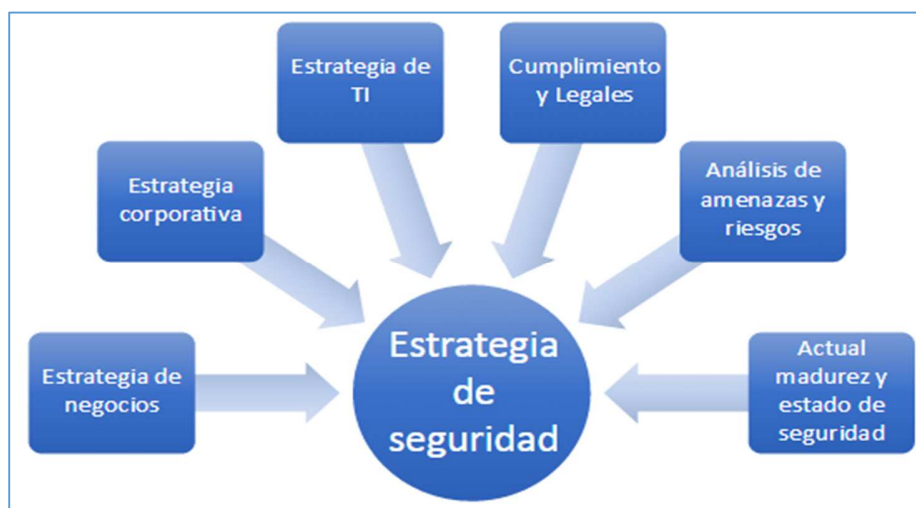 Estrategia de
TI
Cumplimiento
y Legales
Estrategia
corporativa
Análisis de
amenazas y
riesgos
Estrategia de
negocios
Estrategia
de
seguridad
Actual
madurez y
estado de
seguridad